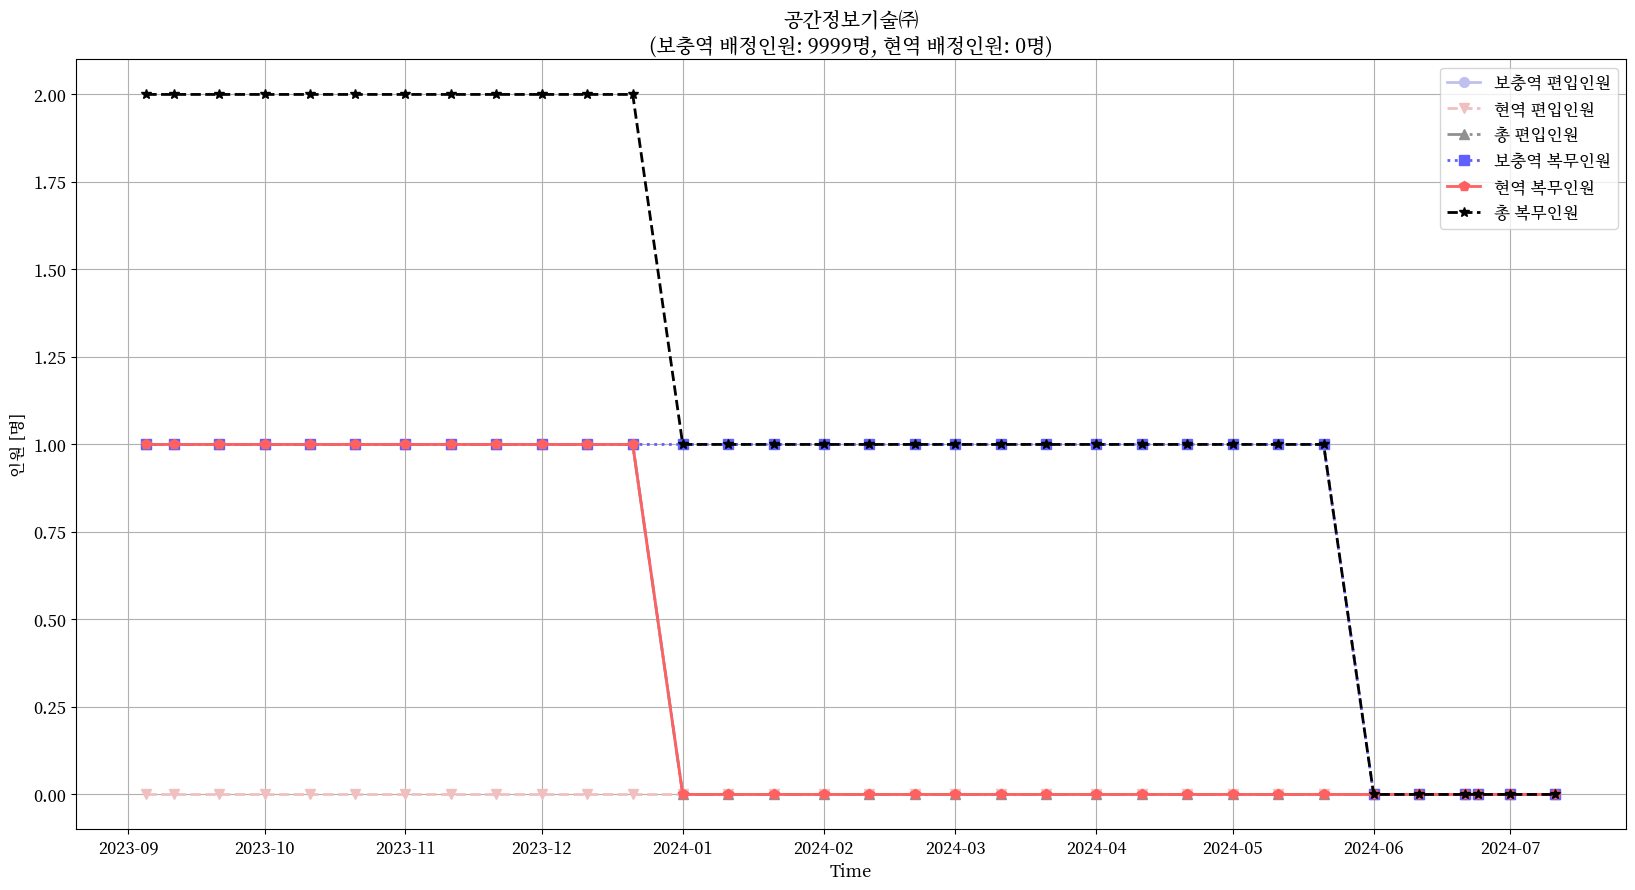 공간정보기술㈜
(보충역 배정인원: 9999명, 현역 배정인원: 0명)
보충역 편입인원
현역 편입인원
총 편입인원
보충역 복무인원
현역 복무인원
총 복무인원
인원 [명]
2.00
1.75
1.50
1.25
1.00
0.75
0.50
0.25
0.00
2023-09 2023-10 2023-11 2023-12 2024-01 2024-02 2024-03 2024-04 2024-05 2024-06 2024-07
Time